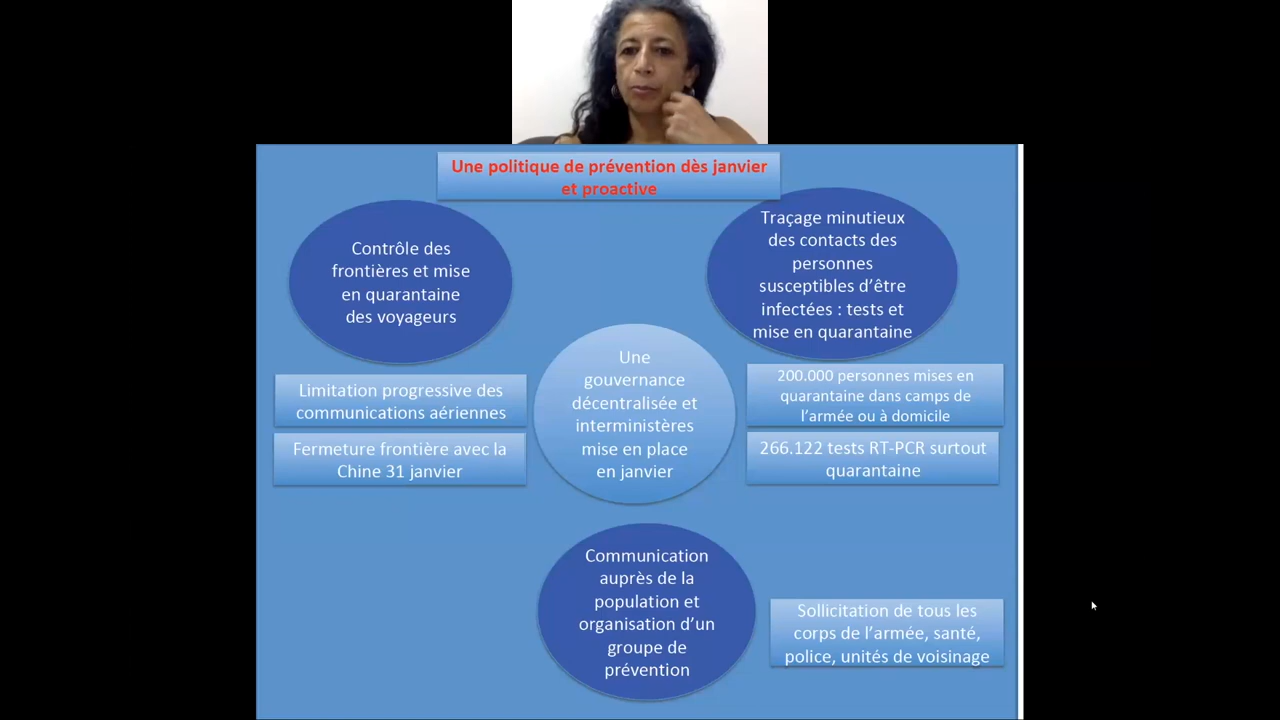 Une politique de prévention dès janvier
et proactive
Contrôle des
frontières et mise
en quarantaine
des voyageurs
Traçage minutieux
des contacts des
personnes
susceptibles d'être
infectées : tests et
mise en quarantaine
Une
gouvernance
décentralisée et
interministères
mise en place
en janvier
Limitation progressive des
communications aériennes
Fermeture frontière avec la
Chine 31 janvier
200.000 personnes mises en
quarantaine dans camps de
l'armée ou à domicile
266.122 tests RT-PCR surtout
quarantaine
Communication
auprès de la
population et
organisation d'un
groupe de
prévention
Sollicitation de tous les
corps de l'armée, santé,
police, unités de voisinage